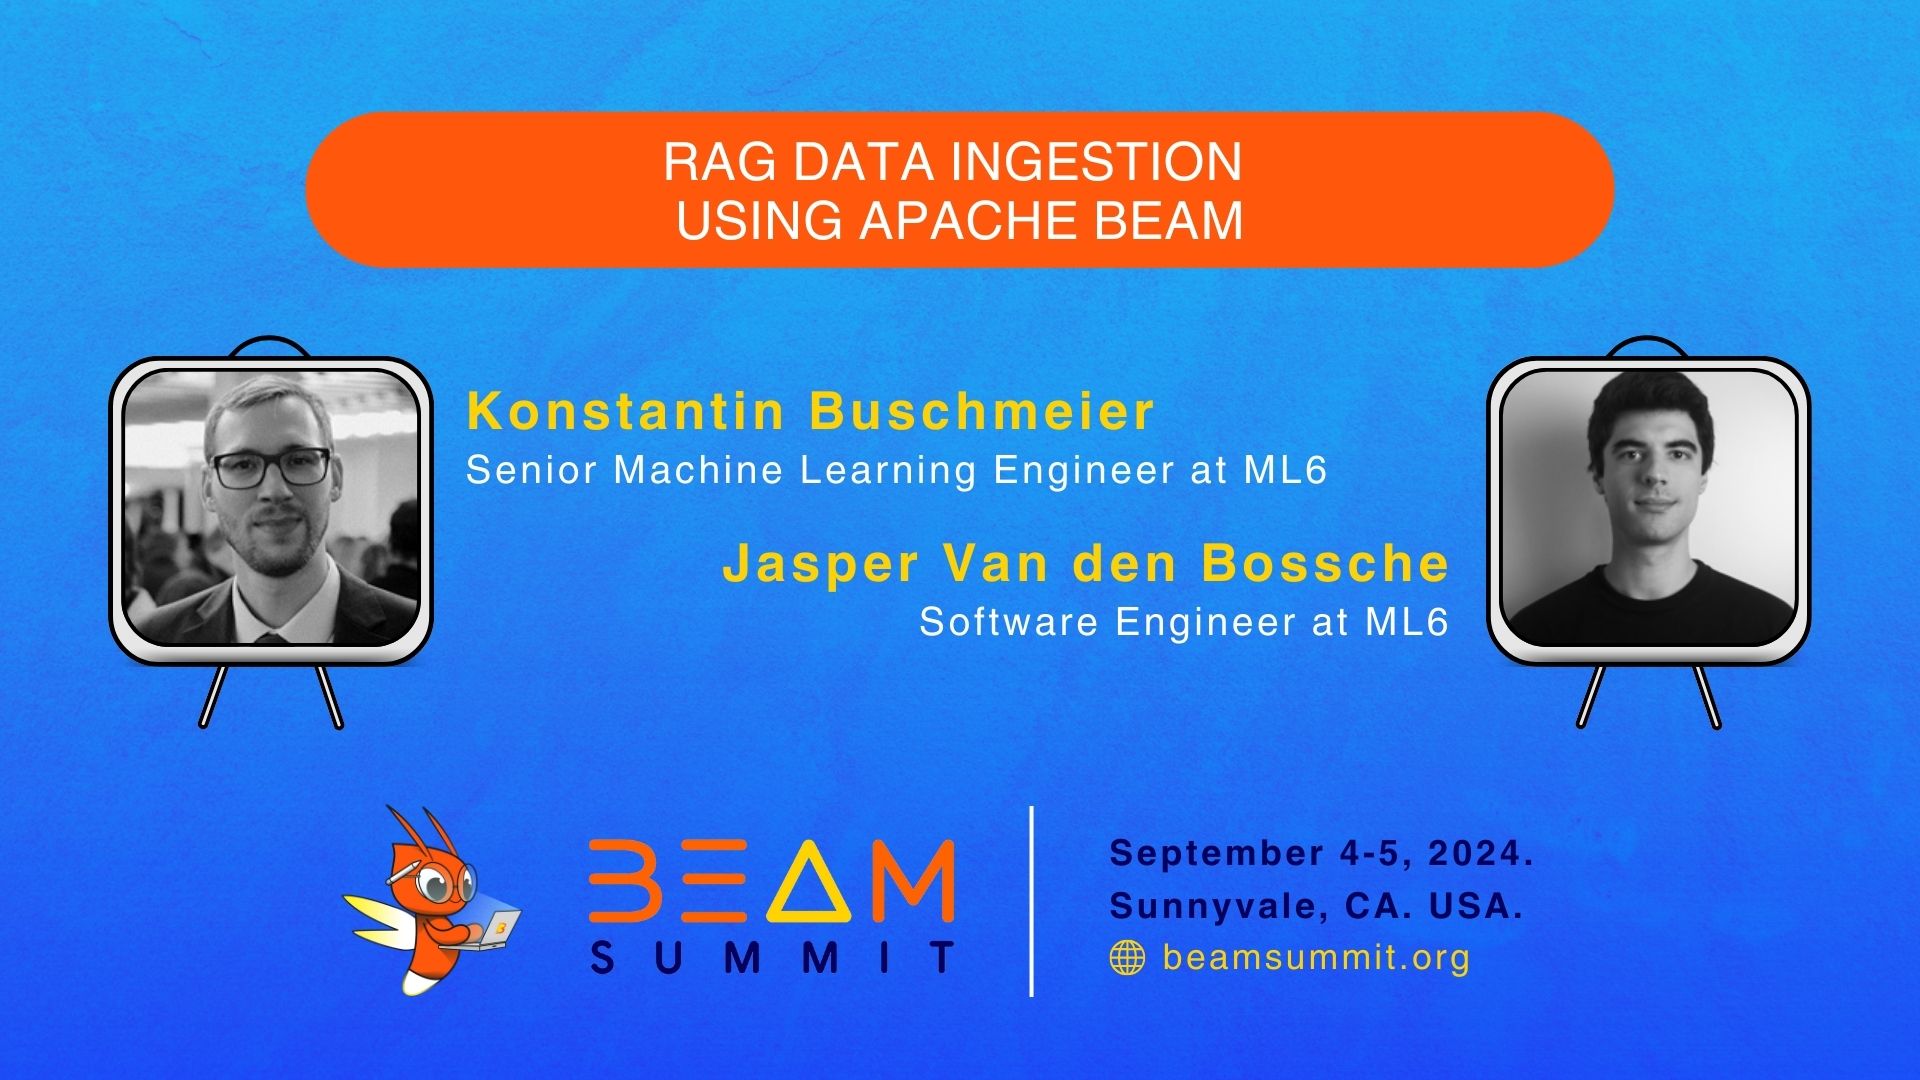 RAG DATA INGESTION
USING APACHE BEAM
Konstantin Buschmeier
Senior Machine Learning Engineer at ML6
Jasper Van den Bossche
Software Engineer at ML6
BEAM
SUMMIT
September 4-5, 2024.
Sunnyvale, CA. USA.
beamsummit.org